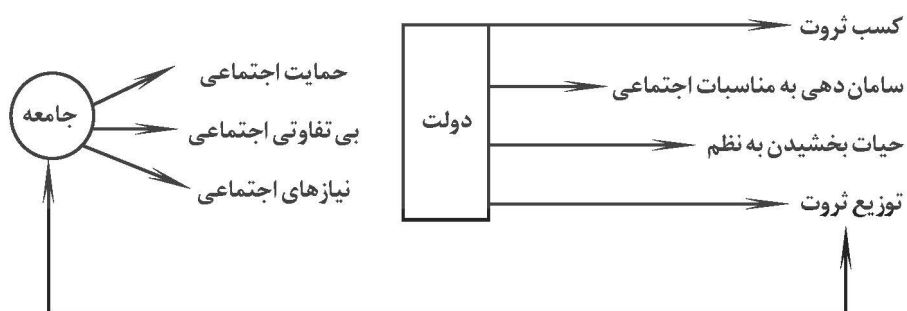 کسب ثروت
سامان دهی به مناسبات اجتماعی
حیات بخشیدن به نظم
توزیع ثروت
دولت
حمایت اجتماعی
بی تفاوتی اجتماعی
نیازهای اجتماعی
جامعه